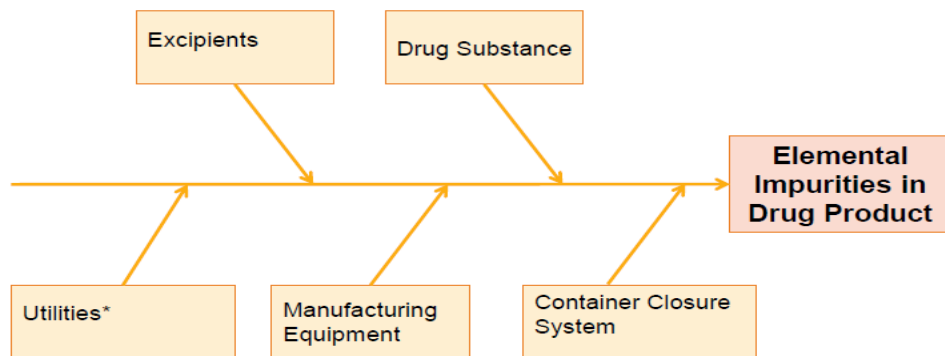 Excipients
Drug Substance
Elemental
Impurities in
Drug Product
Utilities*
Manufacturing
Equipment
Container Closure
System